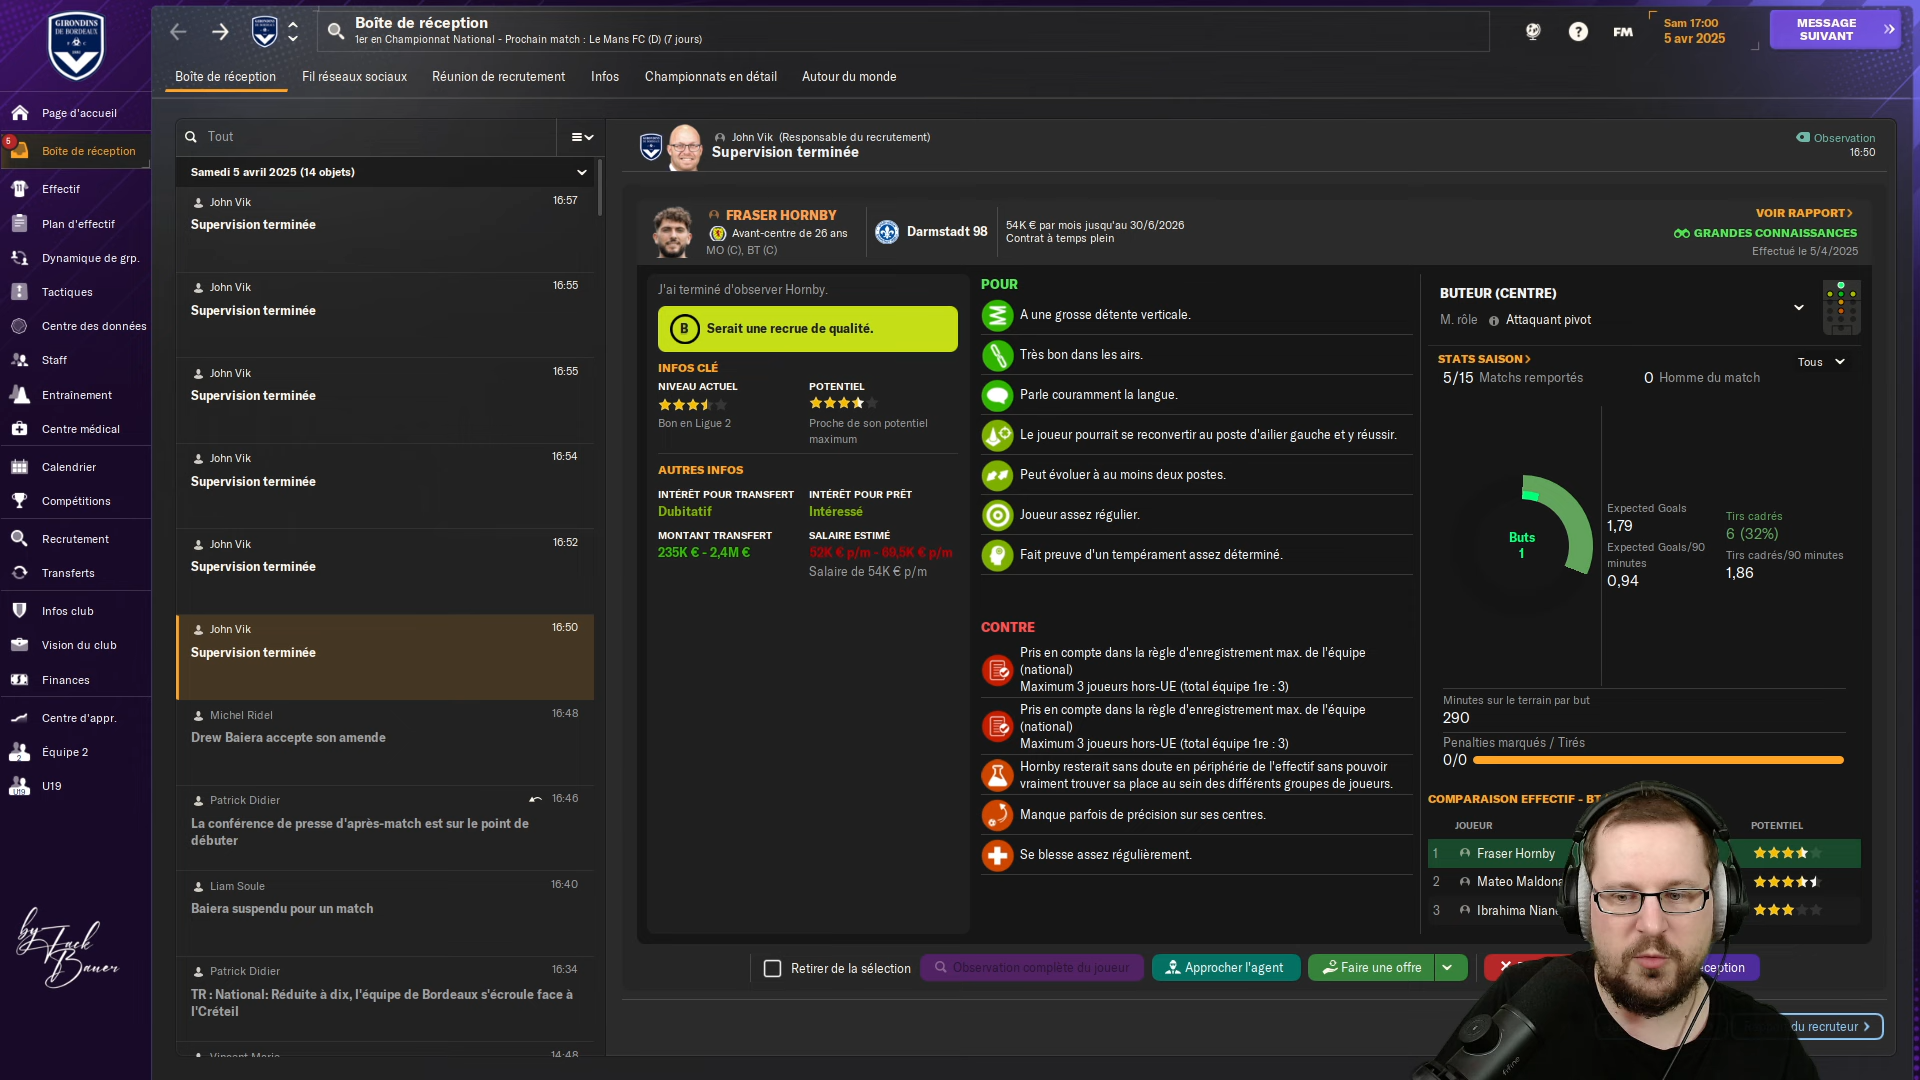 GIRONDINS
DE BORDEAUX
Boîte de réception
1er en Championnat National - Prochain match : Le Mans FC (D) (7 jours)
FM
Sam 17:00
5 avr 2025
MESSAGE
SUIVANT
Boîte de réception
Fil réseaux sociaux
Réunion de recrutement
Infos
Championnats en détail
Autour du monde
Page d'accueil
5
Boîte de réception
Effectif
Plan d'effectif
Dynamique de grp.
Tactiques
Centre des données
Staff
Entraînement
Centre médical
Calendrier
Compétitions
Recrutement
Transferts
Infos club
Vision du club
Finances
Centre d'appr.
Équipe 2
U19
by Jack
Bauer
Tout
Samedi 5 avril 2025 (14 objets)
John Vik 16:57
Supervision terminée
John Vik 16:55
Supervision terminée
John Vik 16:55
Supervision terminée
John Vik 16:54
Supervision terminée
John Vik 16:52
Supervision terminée
John Vik 16:50
Supervision terminée
Michel Ridel 16:48
Drew Baiera accepte son amende
Patrick Didier 16:46
La conférence de presse d'après-match est sur le point de
débuter
Liam Soule 16:40
Baiera suspendu pour un match
Patrick Didier 16:34
TR : National: Réduite à dix, l'équipe de Bordeaux s'écroule face à
l'Créteil
Vincent Marie 14:48
John Vik (Responsable du recrutement)
Supervision terminée
Observation
16:50
FRASER HORNBY
Avant-centre de 26 ans
MO (C), BT (C)
Darmstadt 98
54K € par mois jusqu'au 30/6/2026
Contrat à temps plein
VOIR RAPPORT
GRANDES CONNAISSANCES
Effectué le 5/4/2025
J'ai terminé d'observer Hornby.
B Serait une recrue de qualité.
INFOS CLÉ
NIVEAU ACTUEL
Bon en Ligue 2
POTENTIEL
Proche de son potentiel
maximum
AUTRES INFOS
INTÉRÊT POUR TRANSFERT
Dubitatif
INTÉRÊT POUR PRÊT
Intéressé
MONTANT TRANSFERT
235K € - 2,4M €
SALAIRE ESTIMÉ
52K € p/m - 69,5K € p/m
Salaire de 54K € p/m
POUR
A une grosse détente verticale.
Très bon dans les airs.
Parle couramment la langue.
Le joueur pourrait se reconvertir au poste d'ailier gauche et y réussir.
Peut évoluer à au moins deux postes.
Joueur assez régulier.
Fait preuve d'un tempérament assez déterminé.
CONTRE
Pris en compte dans la règle d'enregistrement max. de l'équipe
(national)
Maximum 3 joueurs hors-UE (total équipe 1re : 3)
Pris en compte dans la règle d'enregistrement max. de l'équipe
(national)
Maximum 3 joueurs hors-UE (total équipe 1re : 3)
Hornby resterait sans doute en périphérie de l'effectif sans pouvoir
vraiment trouver sa place au sein des différents groupes de joueurs.
Manque parfois de précision sur ses centres.
Se blesse assez régulièrement.
BUTEUR (CENTRE)
M. rôle Attaquant pivot
STATS SAISON
Tous
5/15 Matchs remportés
0 Homme du match
Buts
1
Expected Goals
1,79
Expected Goals/90
minutes
0,94
Tirs cadrés
6 (32%)
Tirs cadrés/90 minutes
1,86
Minutes sur le terrain par but
290
Penalties marqués / Tirés
0/0
COMPARAISON EFFECTIF - BT
JOUEUR POTENTIEL
1 Fraser Hornby
2 Mateo Maldona
3 Ibrahima Nian
Retirer de la sélection
Observation complète du joueur
Approcher l'agent
Faire une offre
ception
du recruteur